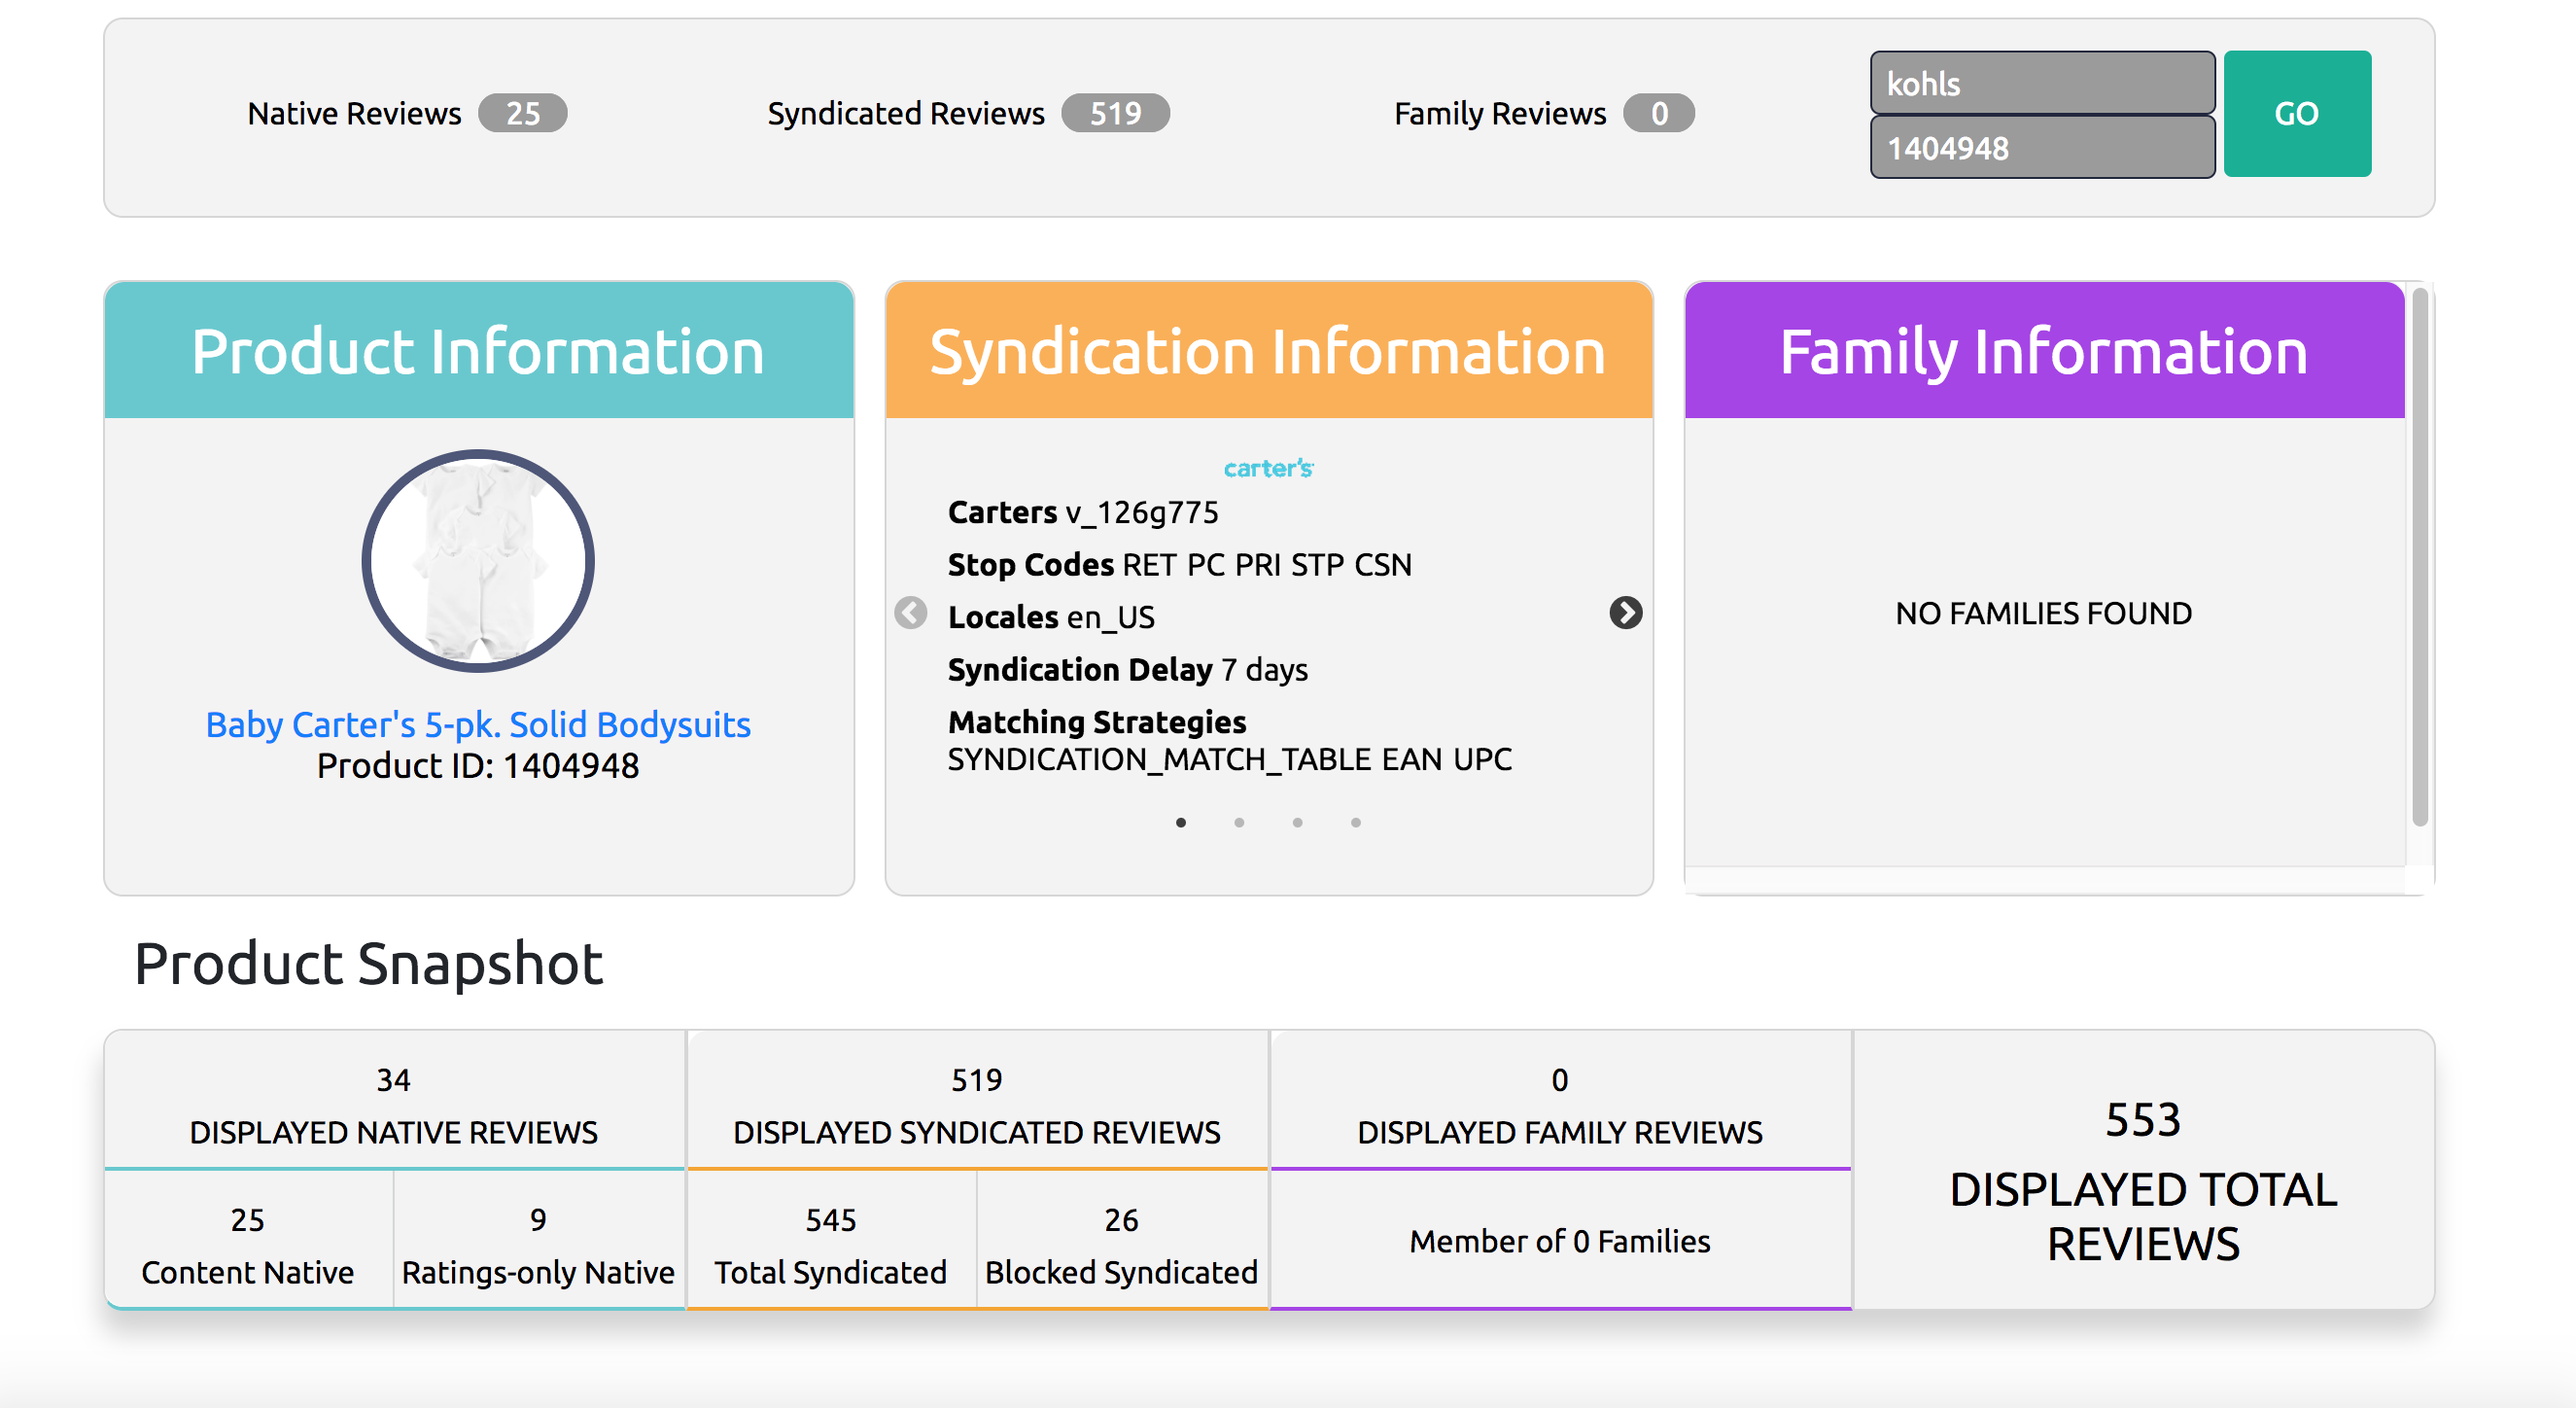 Native Reviews 25
Syndicated Reviews 519
Family Reviews 0
kohls
1404948
GO
Product Information
Baby Carter's 5-pk. Solid Bodysuits
Product ID: 1404948
Syndication Information
carter's
Carters v_126g775
Stop Codes RET PC PRI STP CSN
Locales en_US
Syndication Delay 7 days
Matching Strategies
SYNDICATION_MATCH_TABLE EAN UPC
Family Information
NO FAMILIES FOUND
Product Snapshot
34
DISPLAYED NATIVE REVIEWS
25
Content Native
9
Ratings-only Native
519
DISPLAYED SYNDICATED REVIEWS
545
Total Syndicated
26
Blocked Syndicated
0
DISPLAYED FAMILY REVIEWS
Member of 0 Families
553
DISPLAYED TOTAL
REVIEWS